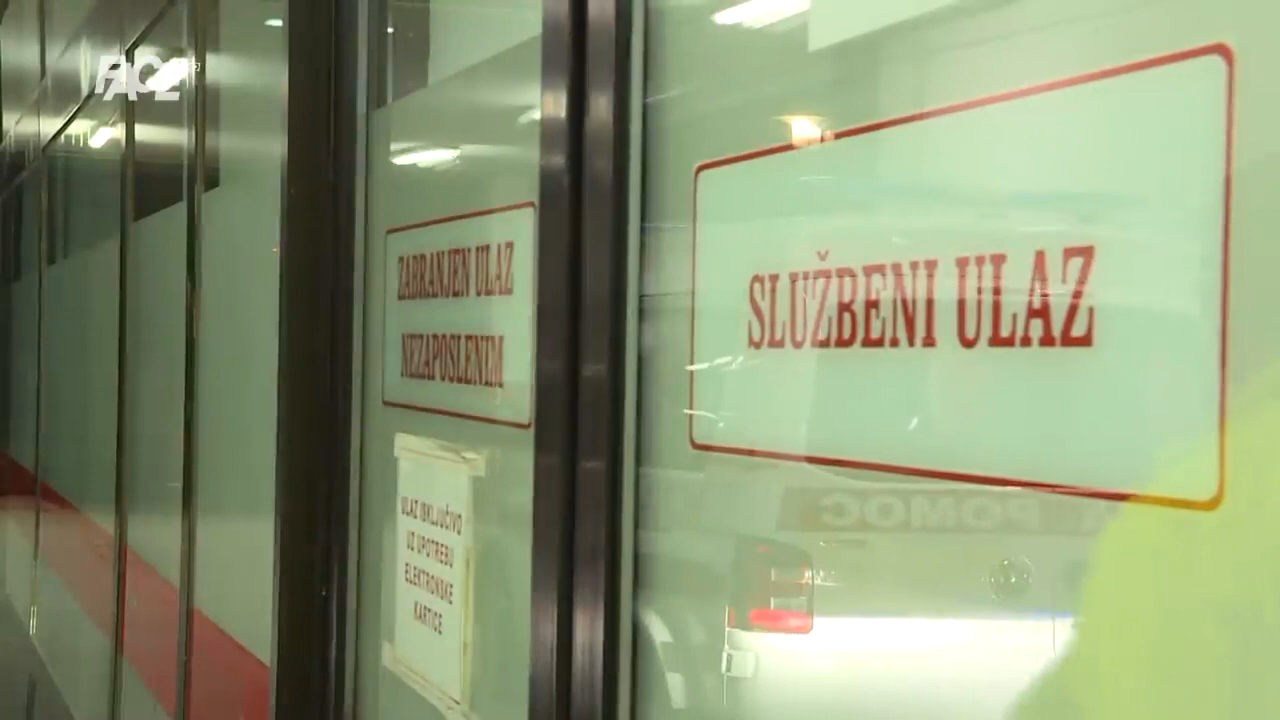 FACE
ZABRANJEN ULAZ
NEZAPOSLENIM
ULAZ ISKLJUČIVO
UZ UPOTREBU
ELEKTRONSKE
KARTICE
SLUŽBENI ULAZ
POMOĆ